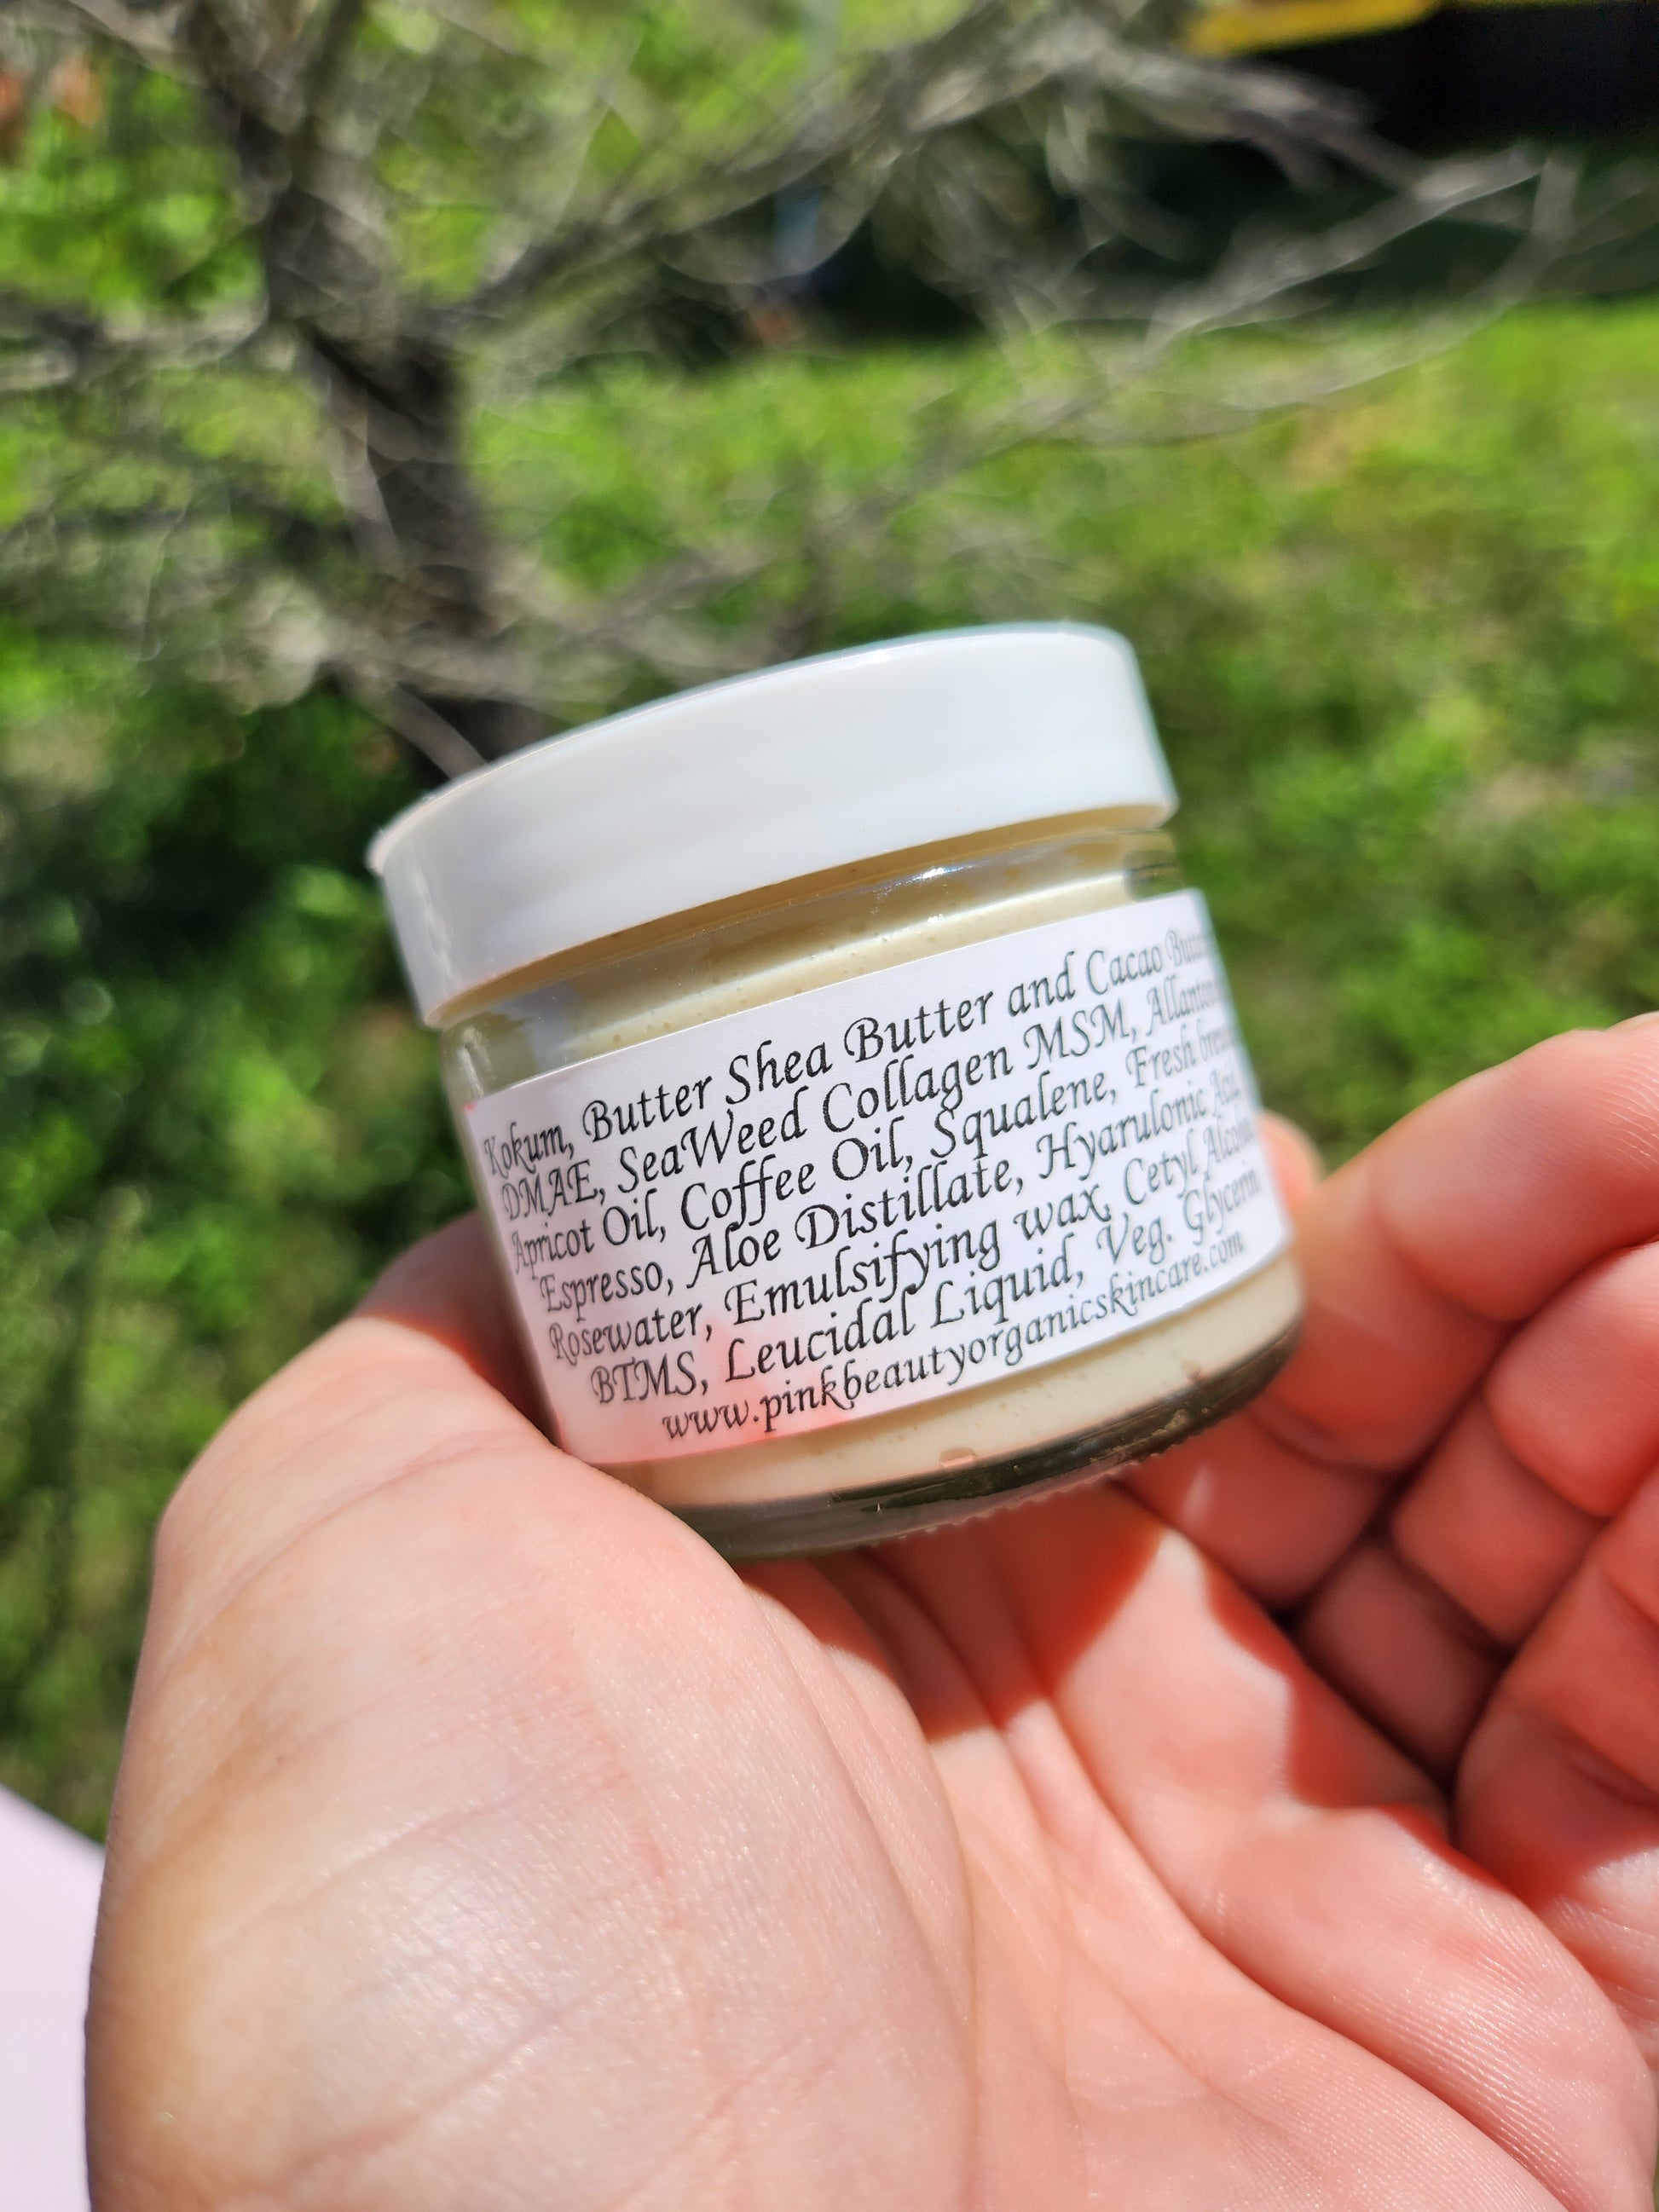 Kokum, Butter Shea Butter and Cacao
DMAE, SeaWeed Collagen MSM,
Apricot Oil, Coffee Oil, Squalene, Fresh
Espresso, Aloe Distillate, Hyarulonic
Rosewater, Emulsifying wax, Cetyl
BTMS, Leucidal Liquid, Veg. Glycerin
www.pinkbeautyorganicskincare.com